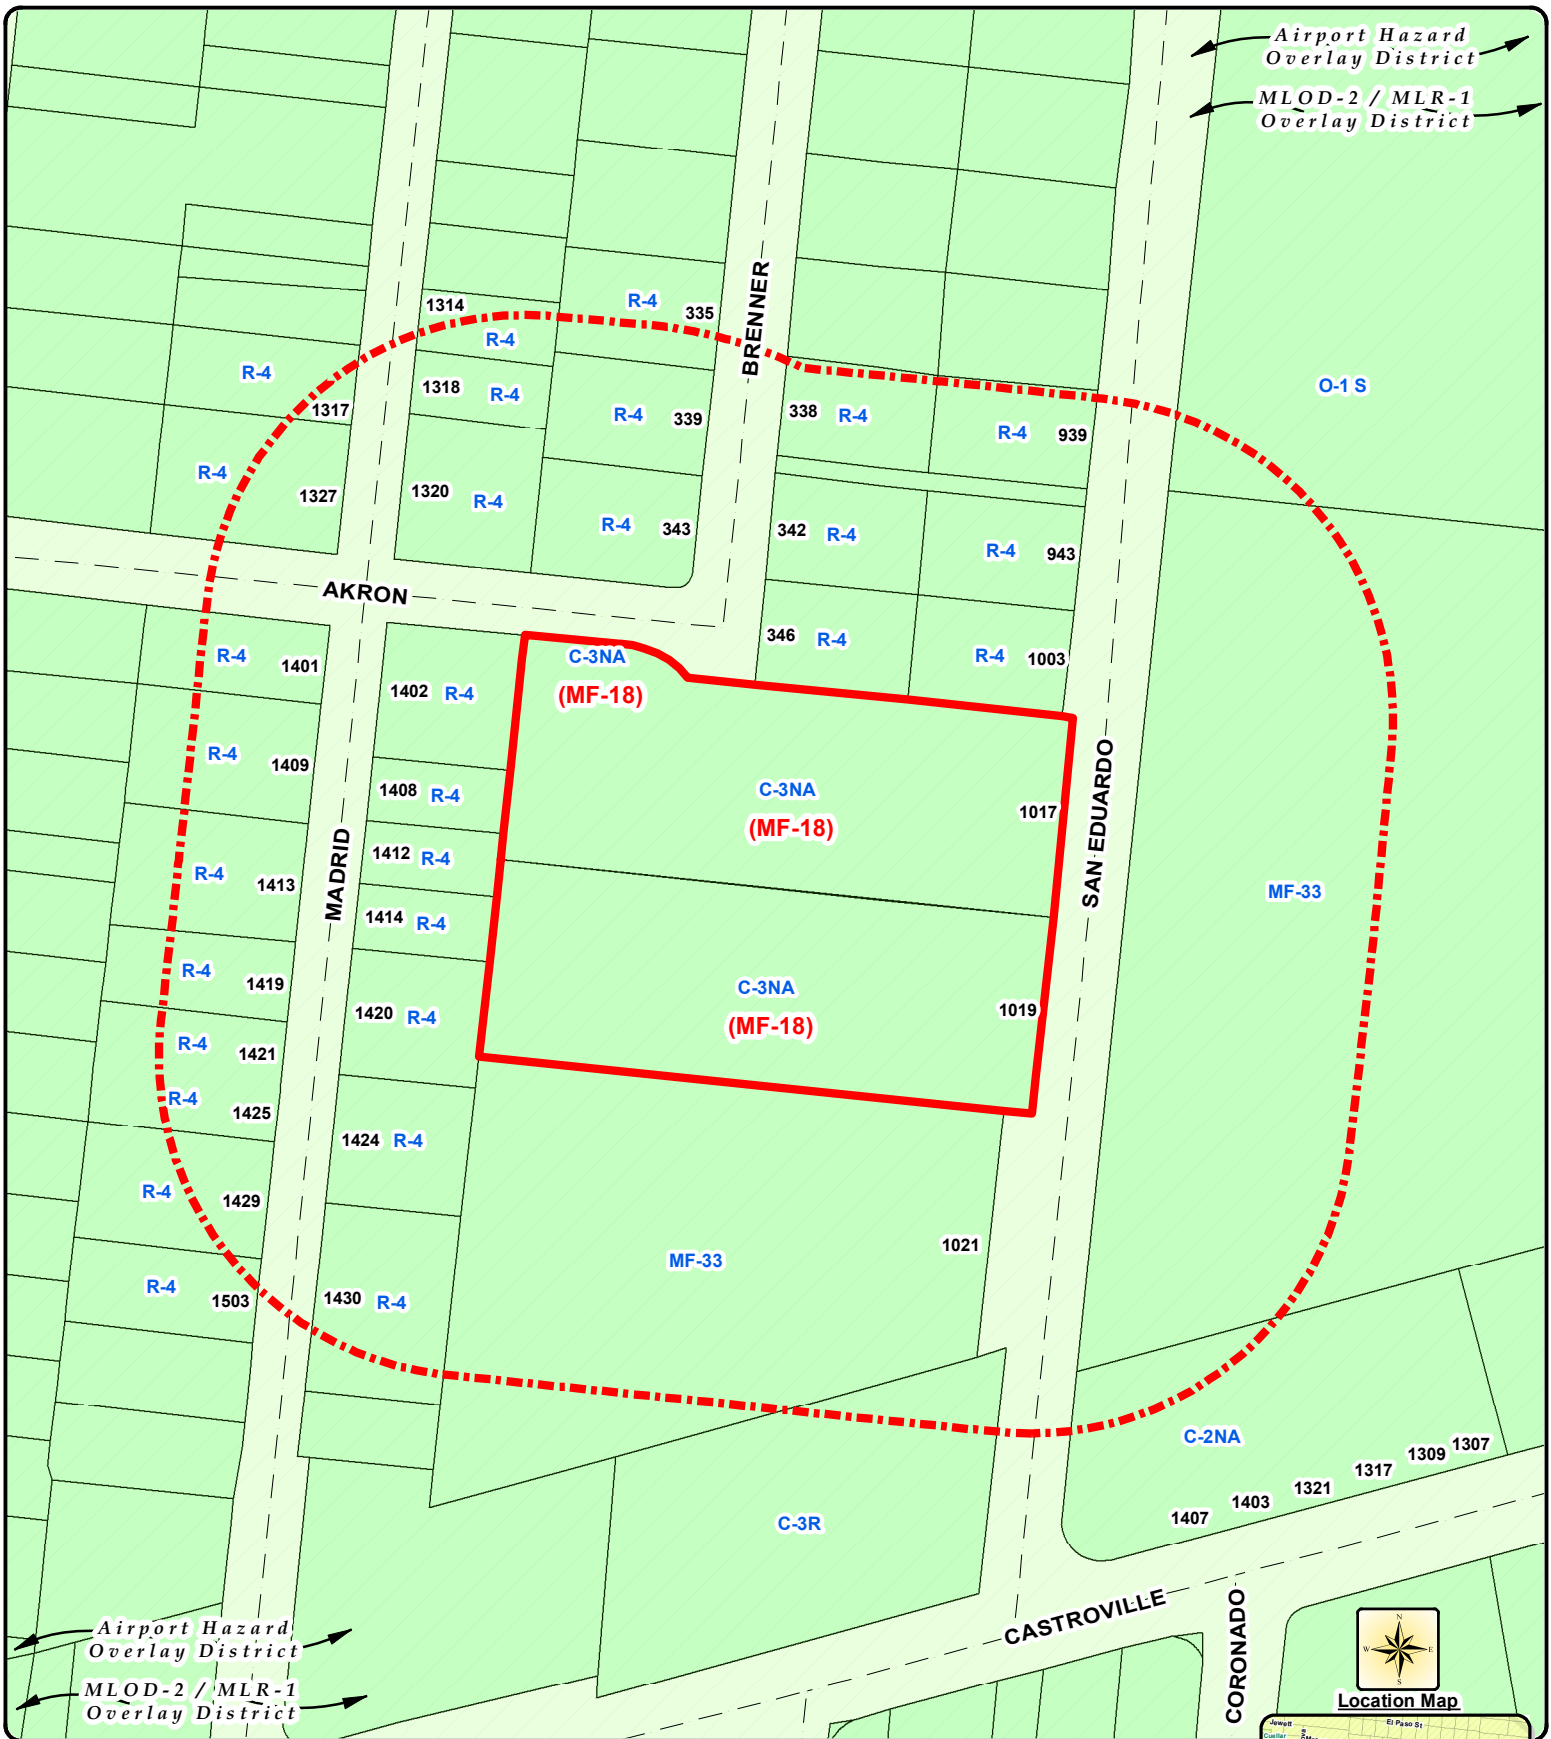 Airport Hazard
Overlay District
MLOD-2 / MLR-1
Overlay District
BRENNER
1314
R-4
335
R-4
R-4
1318
R-4
O-1 S
1317
R-4
339
338
R-4
R-4
939
R-4
1327
1320
R-4
R-4
343
342
R-4
R-4
943
AKRON
346
R-4
R-4
1401
C-3NA
R-4
1003
1402
R-4
(MF-18)
R-4
1409
SAN EDUARDO
1408
R-4
C-3NA
1017
(MF-18)
MADRID
1412
R-4
R-4
1413
MF-33
1414
R-4
R-4
1419
C-3NA
1420
R-4
1019
(MF-18)
R-4
1421
R-4
1425
1424
R-4
R-4
1429
1021
MF-33
R-4
1503
1430
R-4
C-2NA
1307
1309
1317
1321
1403
1407
C-3R
CASTROVILLE
CORONADO
Airport Hazard
Overlay District
MLOD-2 / MLR-1
Overlay District
N
W
E
S
Location Map
Jewett
El Paso St
Cuellar